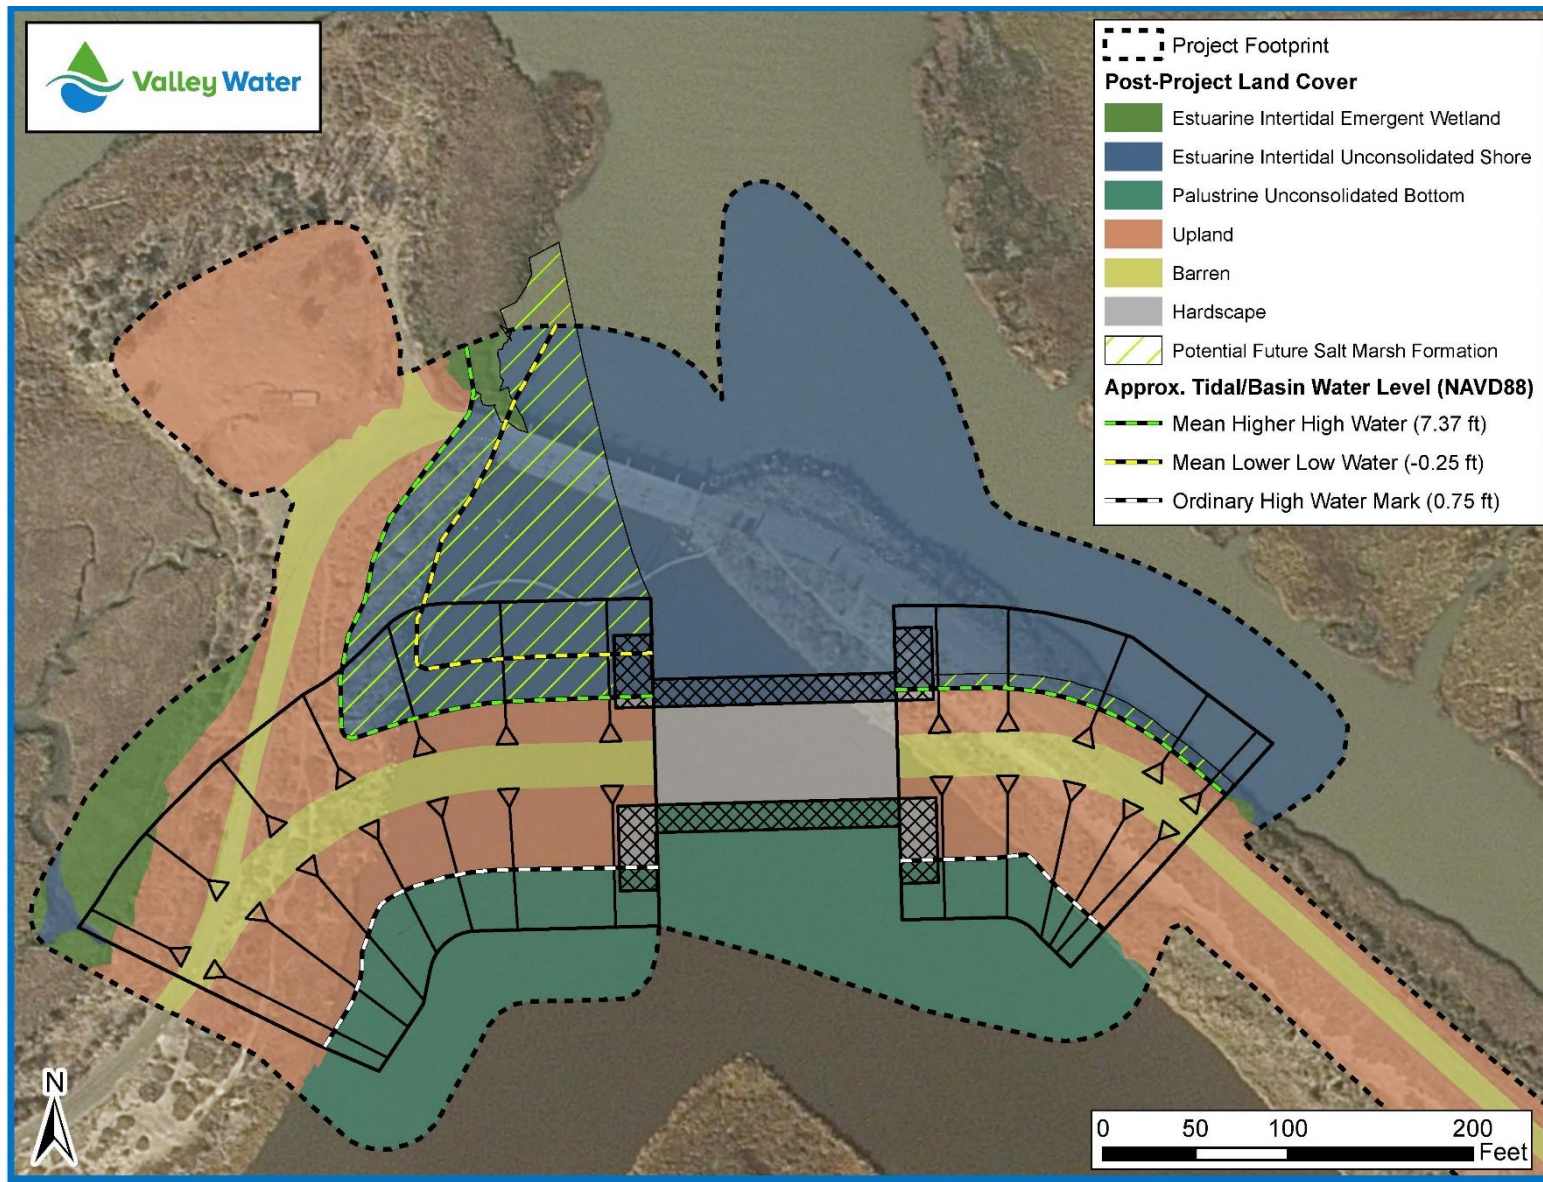 Valley Water
Project Footprint
Post-Project Land Cover
Estuarine Intertidal Emergent Wetland
Estuarine Intertidal Unconsolidated Shore
Palustrine Unconsolidated Bottom
Upland
Barren
Hardscape
Potential Future Salt Marsh Formation
Approx. Tidal/Basin Water Level (NAVD88)
Mean Higher High Water (7.37 ft)
Mean Lower Low Water (-0.25 ft)
Ordinary High Water Mark (0.75 ft)
N
0 50 100 200
Feet